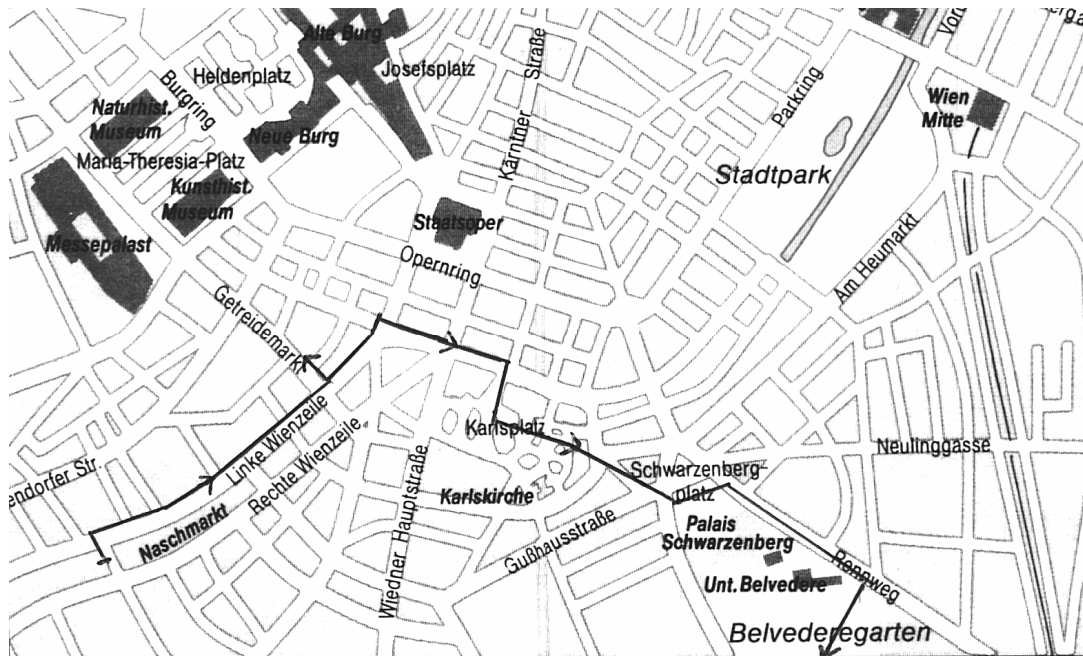 Alte Burg
Heldenplatz
Josefsplatz
Kärntner Straße
Burgring
Naturhist.
Museum
Neue Burg
Parkring
Wien
Mitte
Maria-Theresia-Platz
Kunsthist.
Museum
Stadtpark
Messepalast
Staatsoper
Opernring
Am Heumarkt
Getreidemarkt
Linke Wienzeile
Rechte Wienzeile
Karlsplatz
Neulinggasse
endorfer Str.
Wiedner Hauptstraße
Schwarzenberg-
platz
Karlskirche
Naschmarkt
Gußhausstraße
Palais
Schwarzenberg
Rennweg
Unt. Belvedere
Belvederegarten